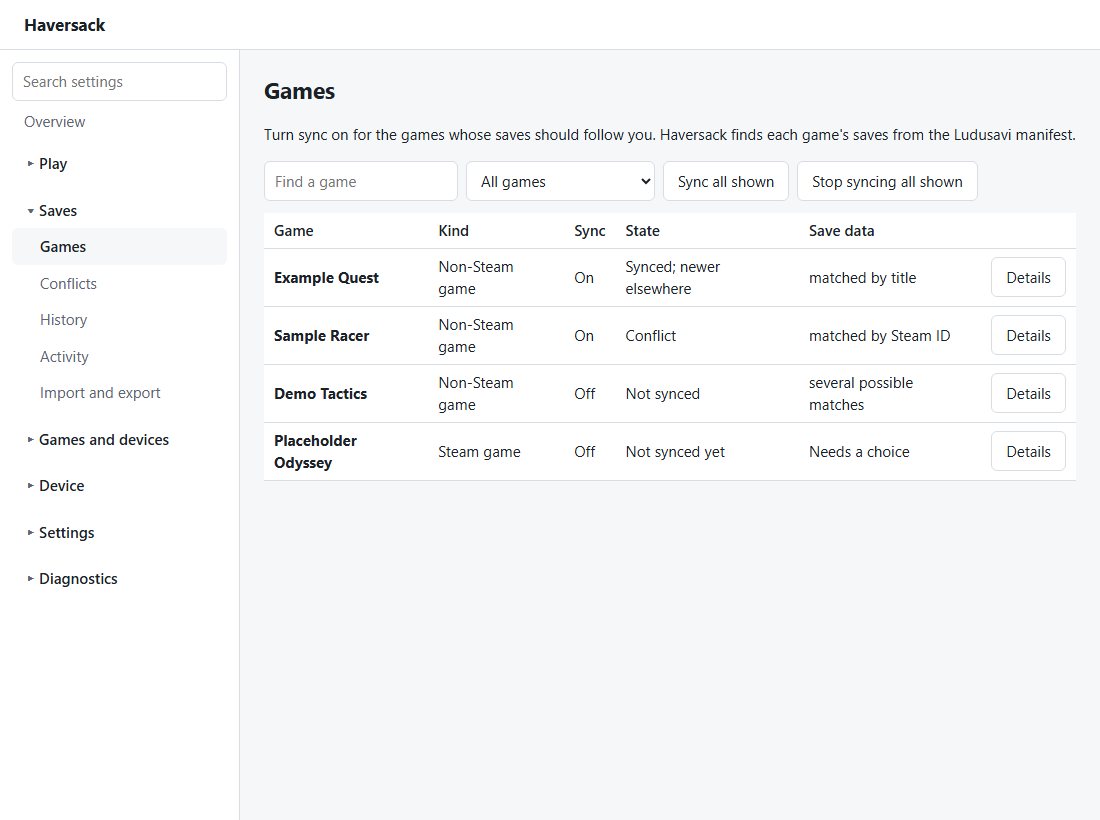 Haversack
Search settings
Overview
Play
Saves
Games
Conflicts
History
Activity
Import and export
Games and devices
Device
Settings
Diagnostics
Games
Turn sync on for the games whose saves should follow you. Haversack finds each game's saves from the Ludusavi manifest.
Find a game
All games
Sync all shown
Stop syncing all shown
Game Kind Sync State Save data
Example Quest
Non-Steam
game
On
Synced; newer
elsewhere
matched by title
Details
Sample Racer
Non-Steam
game
On
Conflict
matched by Steam ID
Details
Demo Tactics
Non-Steam
game
Off
Not synced
several possible
matches
Details
Placeholder
Odyssey
Steam game
Off
Not synced yet
Needs a choice
Details